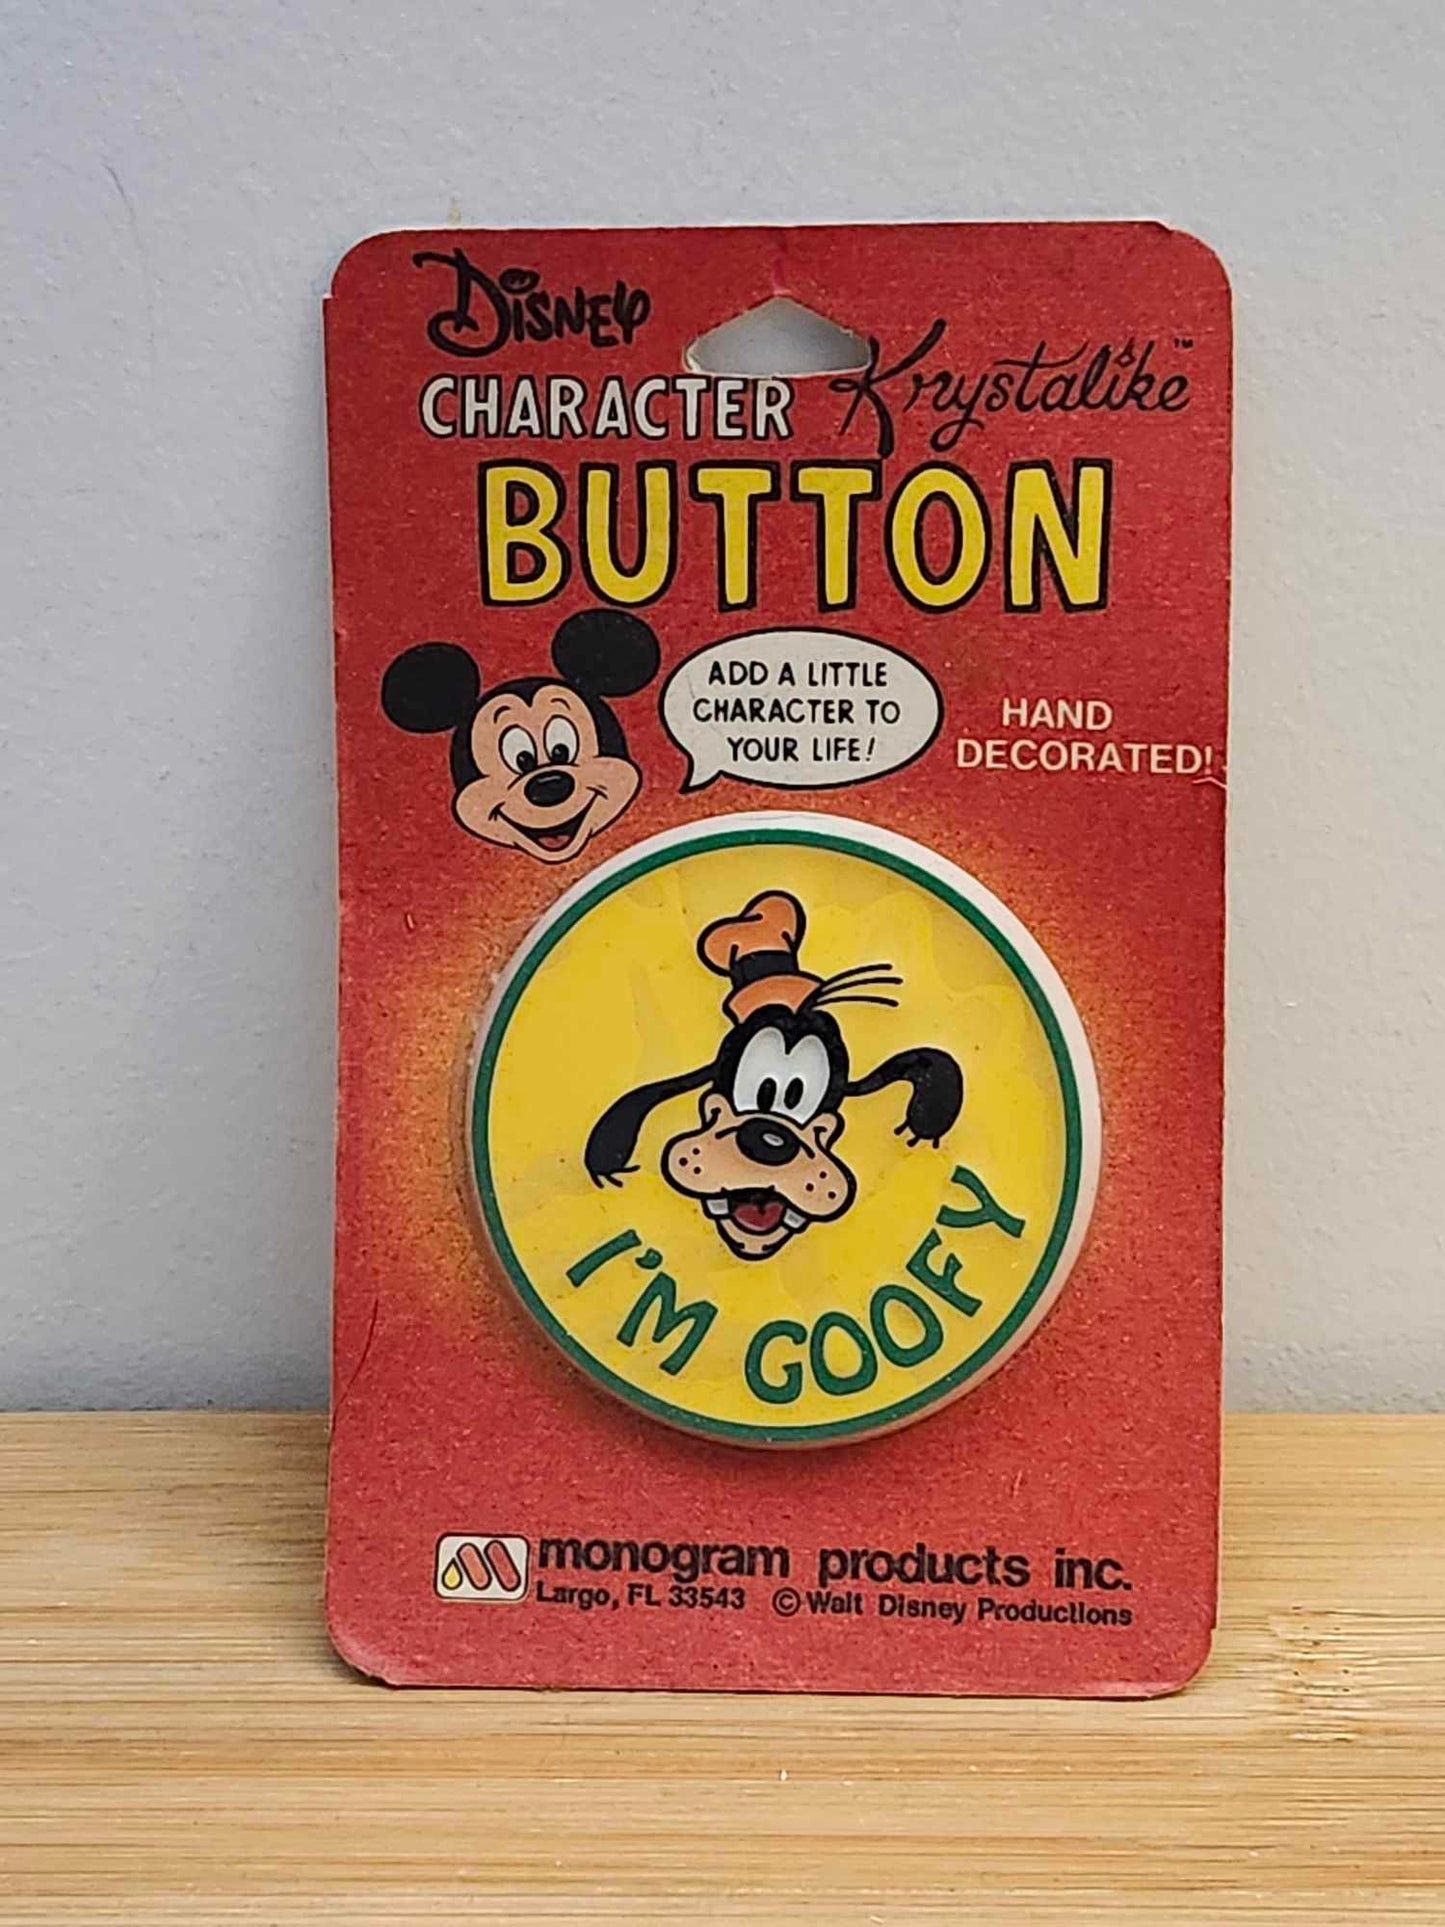 DISNEY
CHARACTER Krystalike™
BUTTON
ADD A LITTLE
CHARACTER TO
YOUR LIFE!
HAND
DECORATED!
I'M GOOFY
monogram products inc.
Largo, FL 33543 © Walt Disney Productions